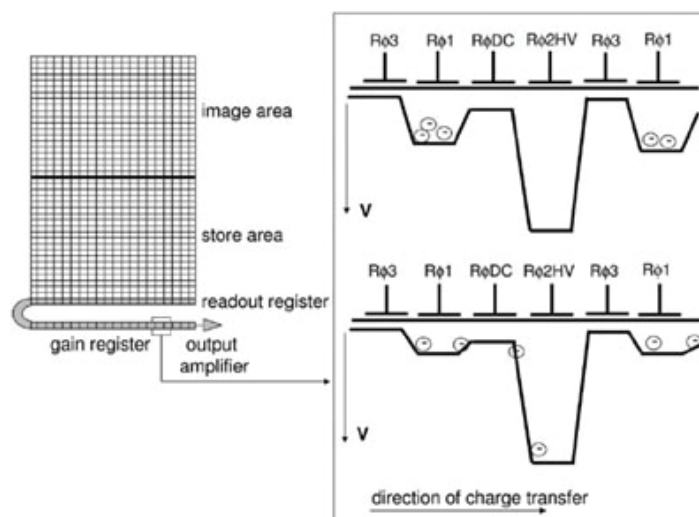 image area
store area
readout register
gain register
output
amplifier
Rϕ3 Rϕ1 RϕDC Rϕ2HV Rϕ3 Rϕ1
V
Rϕ3 Rϕ1 RϕDC Rϕ2HV Rϕ3 Rϕ1
V
direction of charge transfer